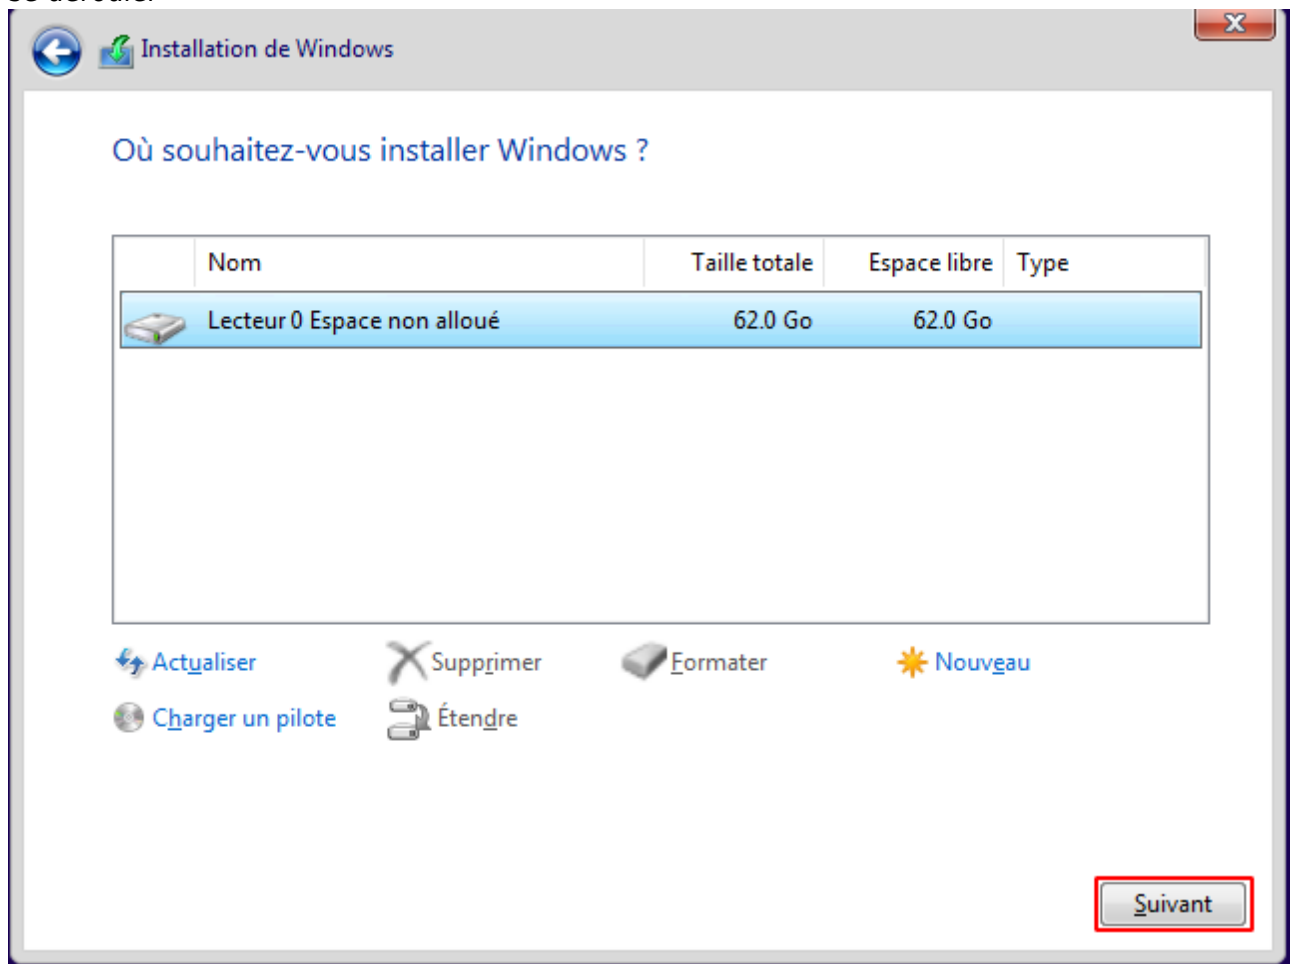 Installation de Windows
Où souhaitez-vous installer Windows ?
Nom Taille totale Espace libre Type
Lecteur 0 Espace non alloué 62.0 Go 62.0 Go
Actualiser Supprimer Formater Nouveau
Charger un pilote Étendre
Suivant